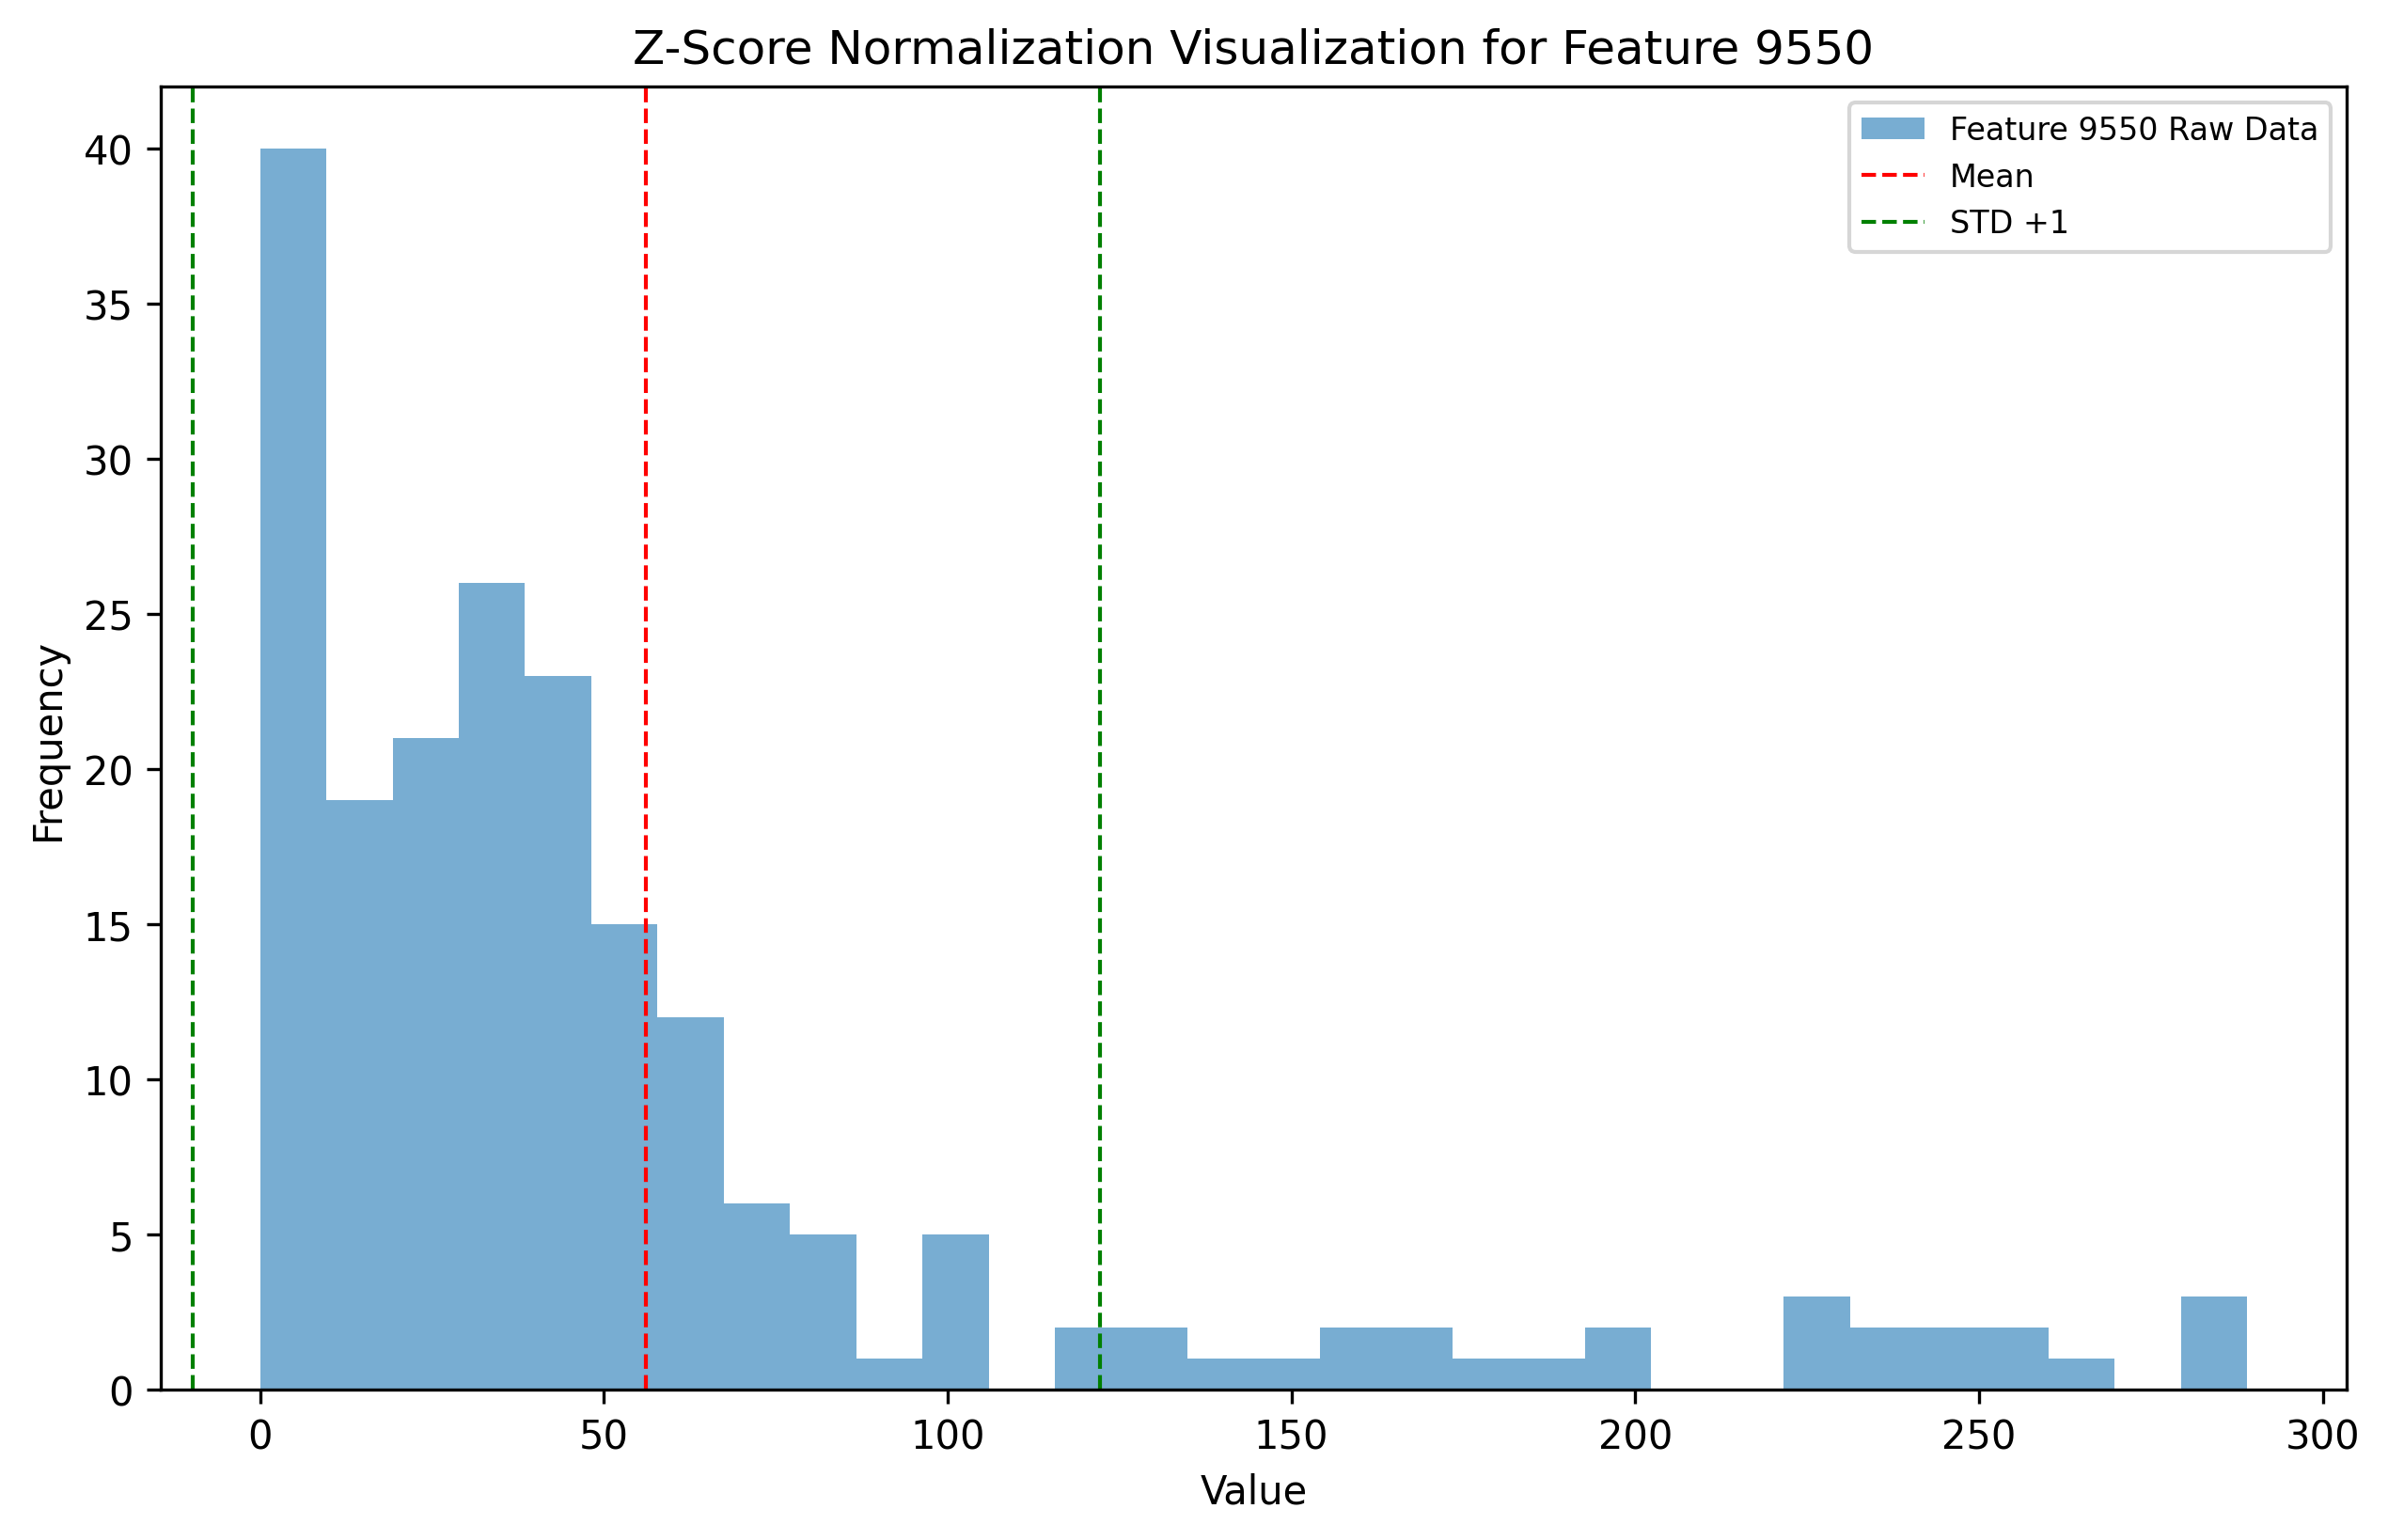 Z-Score Normalization Visualization for Feature 9550
Feature 9550 Raw Data
Mean
STD +1
40
35
30
25
20
15
10
5
0
Frequency
0 50 100 150 200 250 300
Value